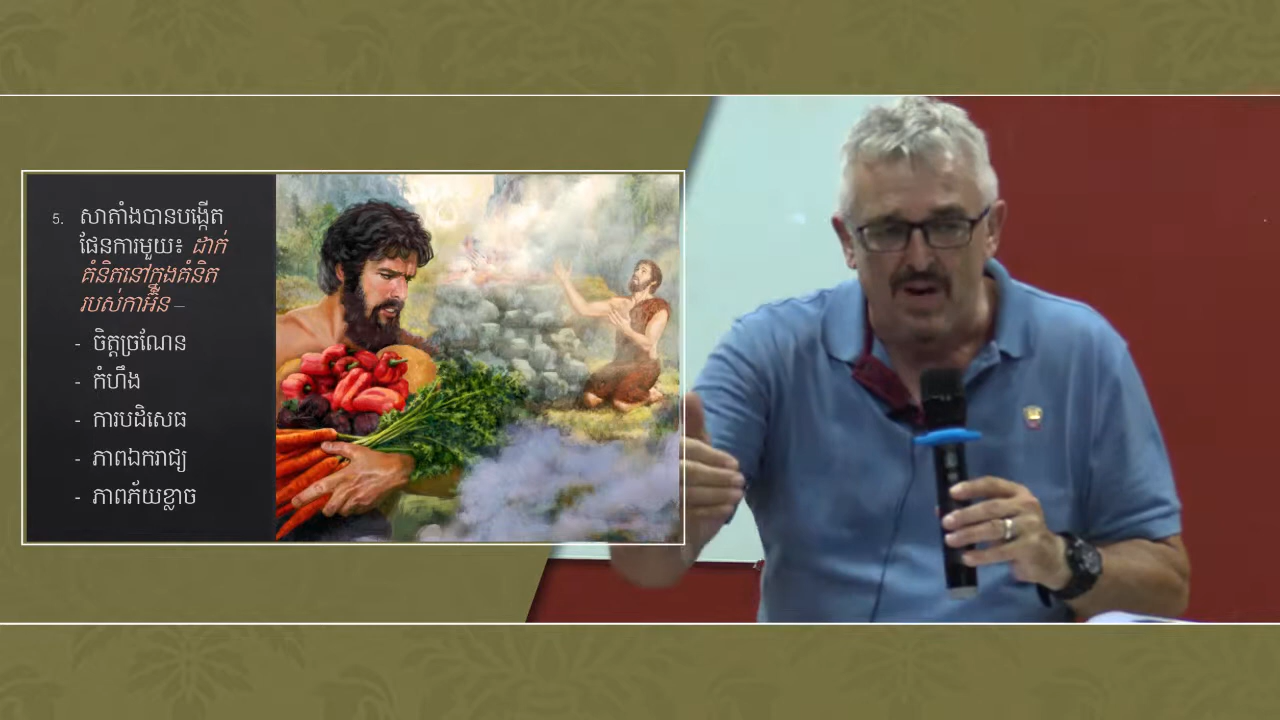 5. សាតាំងបានបង្កើត
ផែនការមួយ៖ ដាក់
គំនិតនៅក្នុងគំនិត
របស់កាអ៊ីន –
- ចិត្តច្រណែន
- កំហឹង
- ការបដិសេធ
- ភាពឯករាជ្យ
- ភាពភ័យខ្លាច